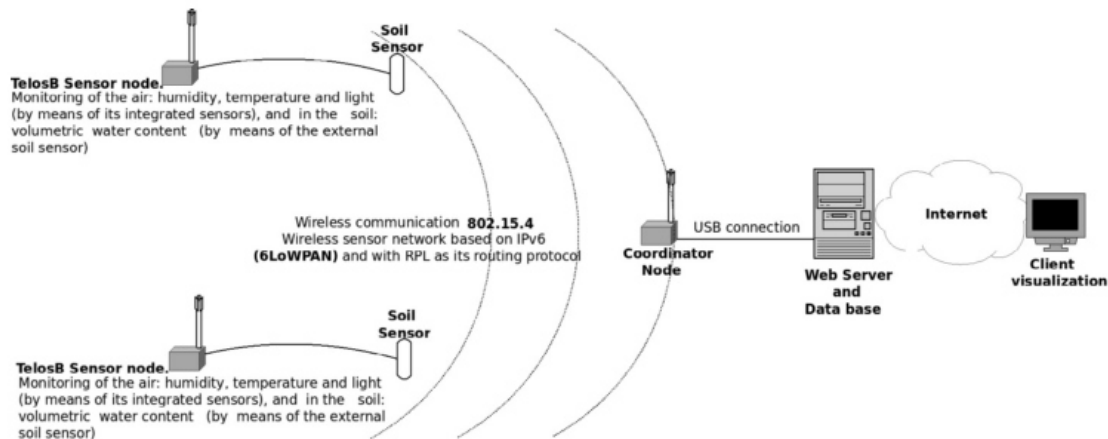 Soil
Sensor
TelosB Sensor node.
Monitoring of the air: humidity, temperature and light
(by means of its integrated sensors), and in the soil:
volumetric water content (by means of the external
soil sensor)
Wireless communication 802.15.4
Wireless sensor network based on IPv6
(6LoWPAN) and with RPL as its routing protocol
Coordinator
Node
USB connection
Web Server
and
Data base
Internet
Client
visualization
Soil
Sensor
TelosB Sensor node.
Monitoring of the air: humidity, temperature and light
(by means of its integrated sensors), and in the soil:
volumetric water content (by means of the external
soil sensor)